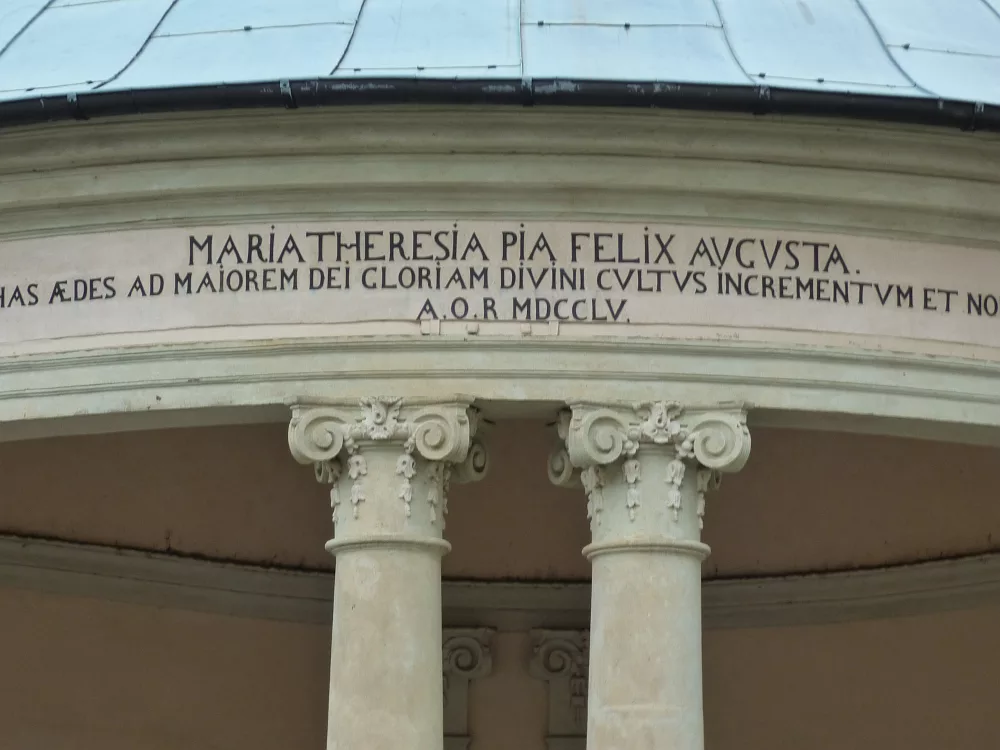 MARIA THERESIA PIA FELIX AVGVSTA.
HAS ÆDES AD MAIOREM DEI GLORIAM DIVINI CVLTVS INCREMENTVM ET NO
A.O.R MDCCLV.